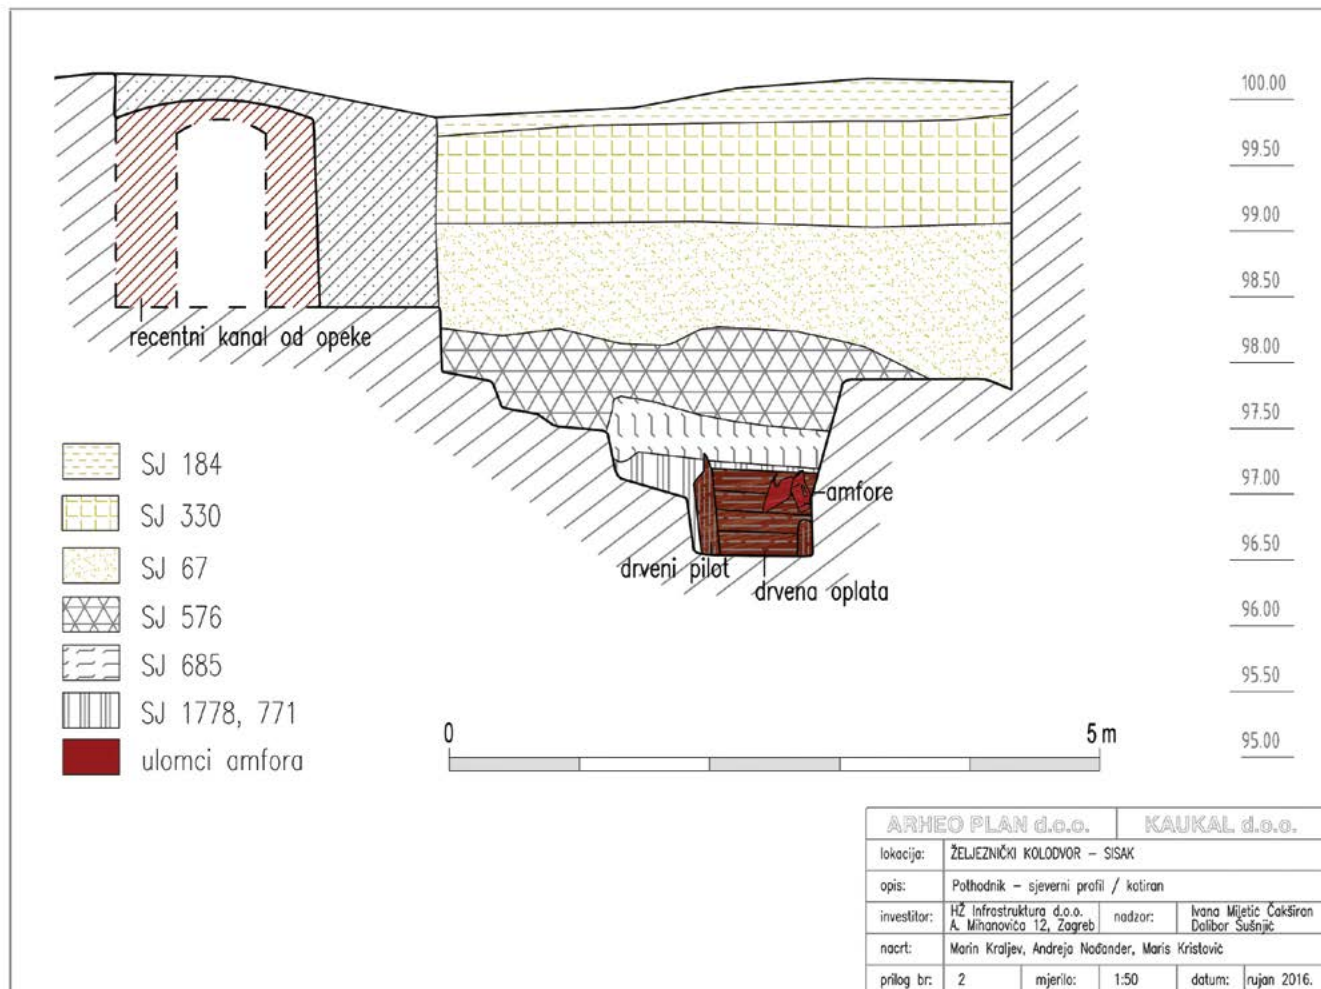 100.00
99.50
99.00
98.50
98.00
97.50
97.00
96.50
96.00
95.50
95.00
recentni kanal od opeke
amfore
drveni pilot
drvena oplata
SJ 184
SJ 330
SJ 67
SJ 576
SJ 685
SJ 1778, 771
ulomci amfora
0 5 m
ARHEO PLAN d.o.o. KAUKAL d.o.o.
lokacija: ŽELJEZNIČKI KOLODVOR – SISAK
opis: Pothodnik – sjeverni profil / kotiran
investitor: HŽ Infrastruktura d.o.o.
A. Mihanovića 12, Zagreb
nadzor: Ivana Miletić Čakširan
Dalibor Šušnjić
nacrt: Marin Kraljev, Andreja Nađander, Maris Kristović
prilog br: 2 mjerilo: 1:50 datum: rujan 2016.